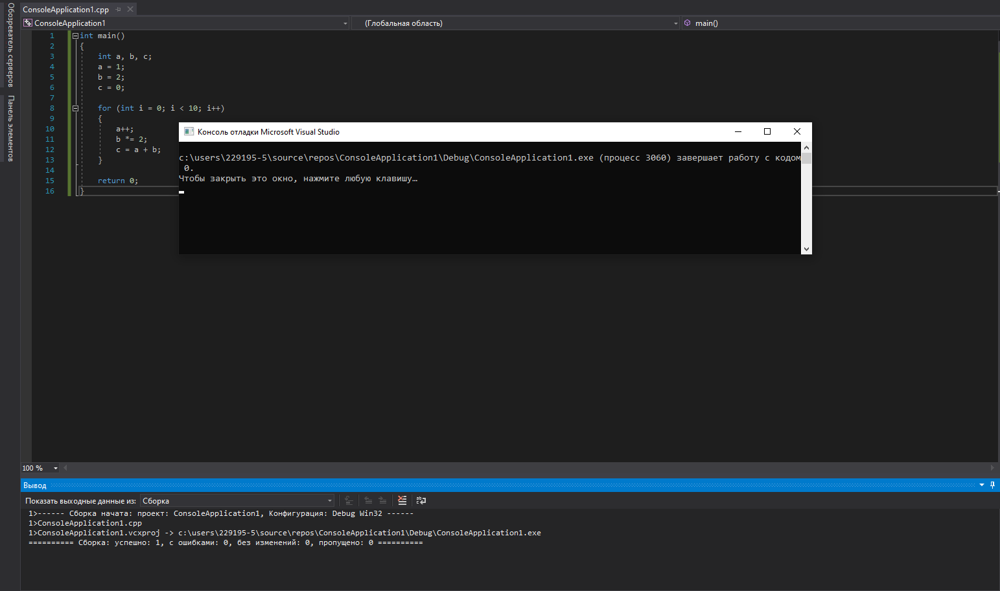 Обозреватель серверов
Панель элементов
ConsoleApplication1.cpp
ConsoleApplication1
(Глобальная область)
main()
1 int main()
2 {
3 int a, b, c;
4 a = 1;
5 b = 2;
6 c = 0;
7
8 for (int i = 0; i < 10; i++)
9 {
10 a++;
11 b *= 2;
12 c = a + b;
13 }
14
15 return 0;
16 }
Консоль отладки Microsoft Visual Studio
c:\users\229195-5\source\repos\ConsoleApplication1\Debug\ConsoleApplication1.exe (процесс 3060) завершает работу с кодом
0.
Чтобы закрыть это окно, нажмите любую клавишу…
100 %
Вывод
Показать выходные данные из: Сборка
1>------ Сборка начата: проект: ConsoleApplication1, Конфигурация: Debug Win32 ------
1>ConsoleApplication1.cpp
1>ConsoleApplication1.vcxproj -> c:\users\229195-5\source\repos\ConsoleApplication1\Debug\ConsoleApplication1.exe
========== Сборка: успешно: 1, с ошибками: 0, без изменений: 0, пропущено: 0 ==========